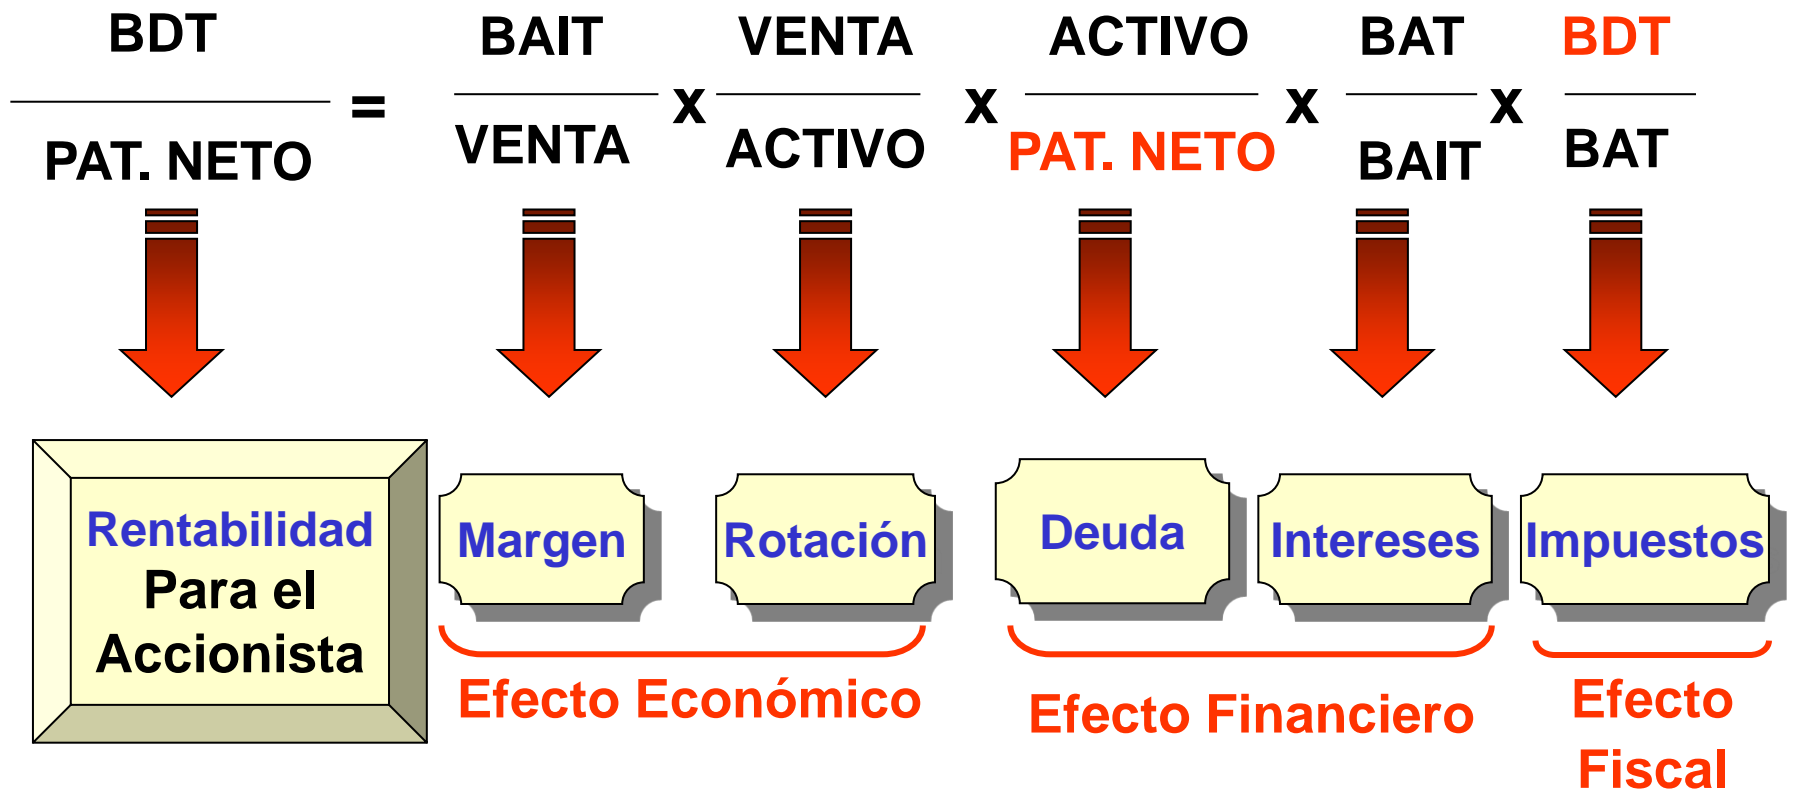 BDT BAIT VENTA ACTIVO BAT BDT
= x x x x
PAT. NETO VENTA ACTIVO PAT. NETO BAIT BAT
Rentabilidad
Para el
Accionista
Margen
Rotación
Deuda
Intereses
Impuestos
Efecto Económico
Efecto Financiero
Efecto
Fiscal